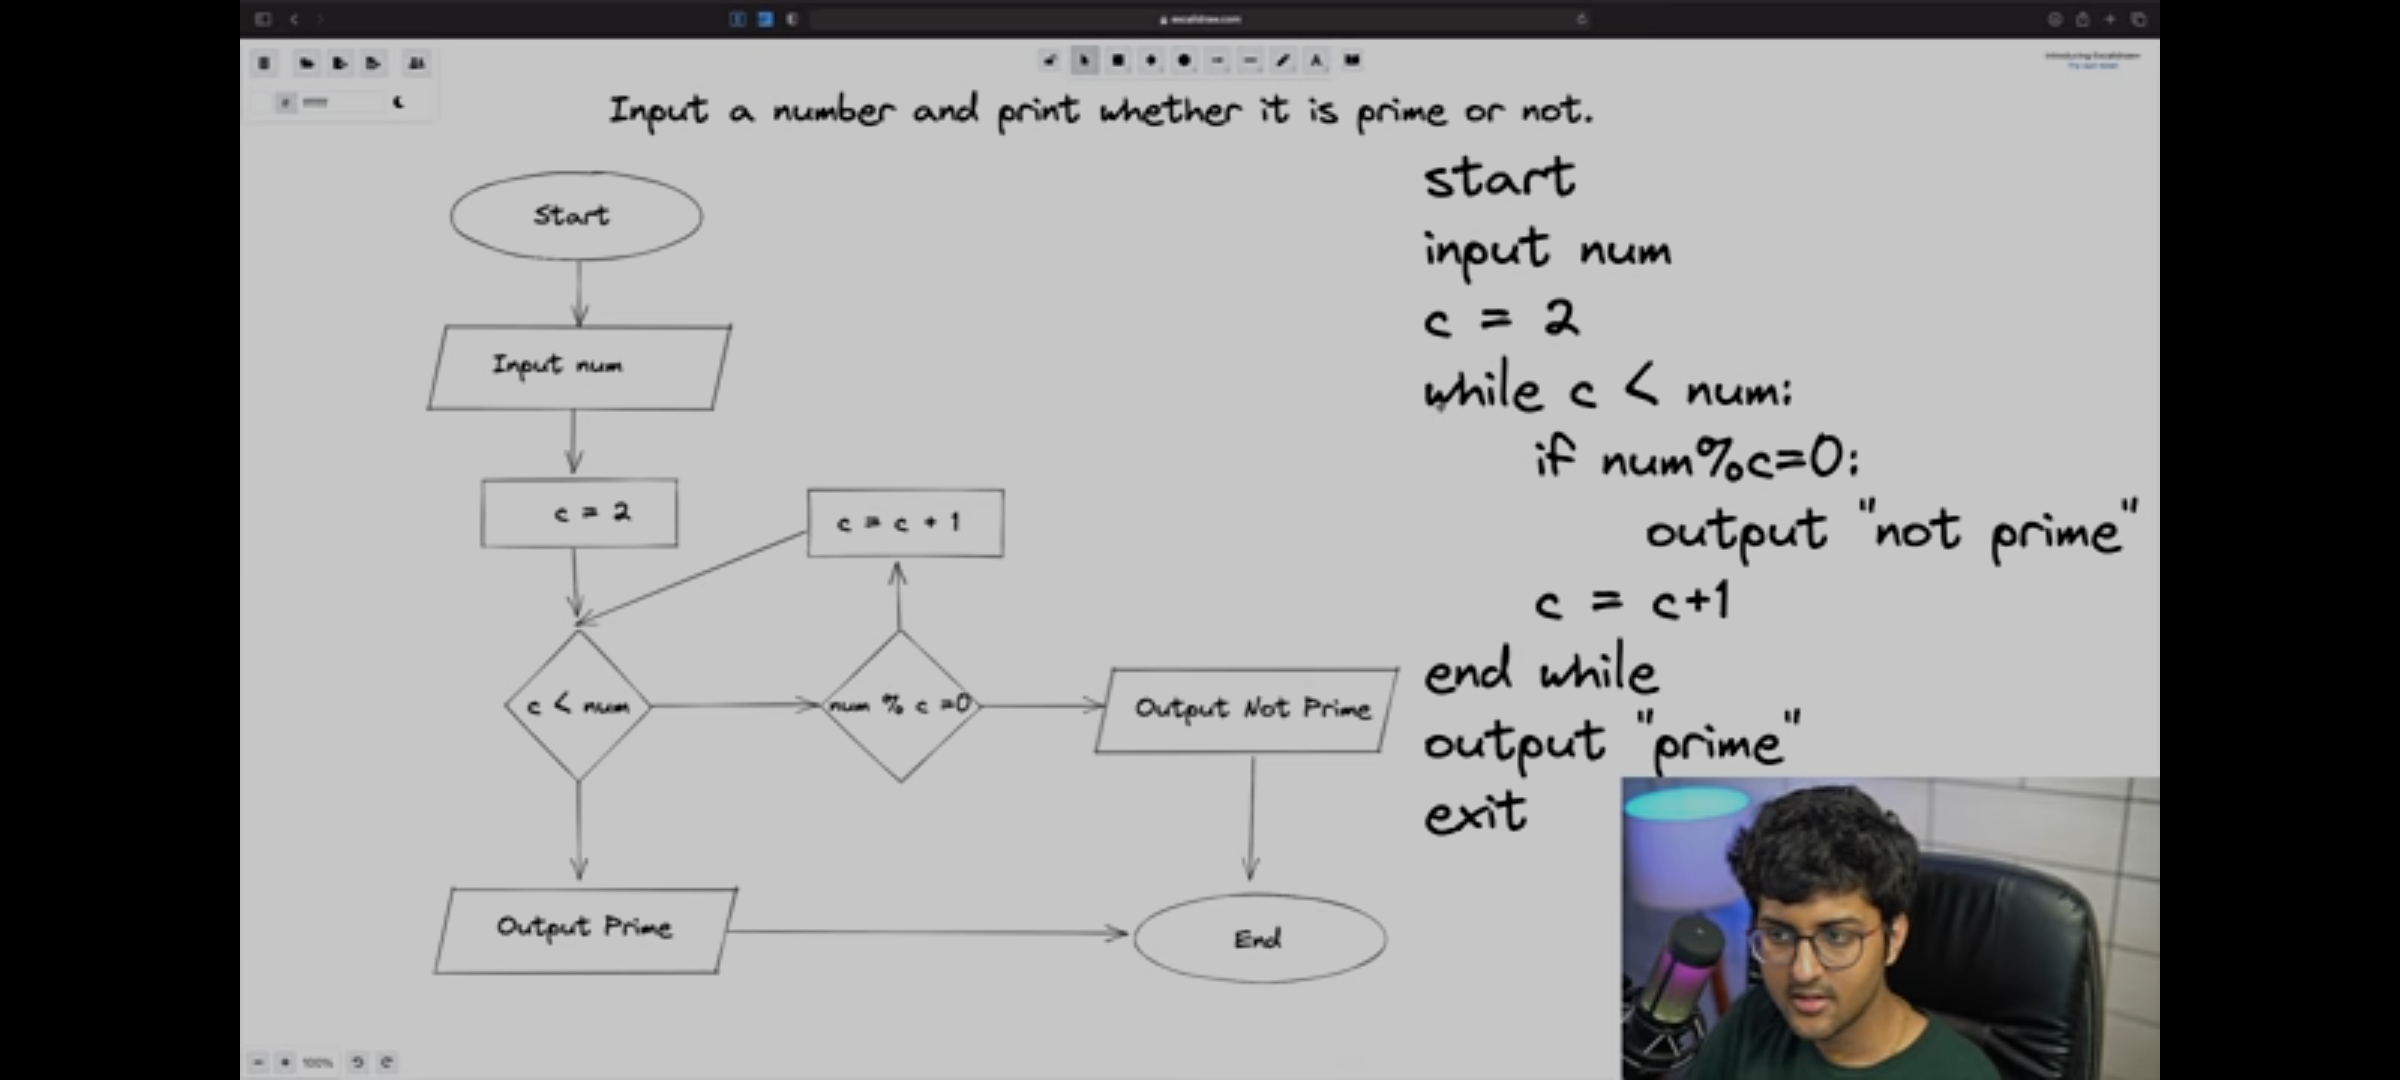 excalidraw.com
Input a number and print whether it is prime or not.
Start
Input num
c = 2
c = c + 1
c < num
num % c =0
Output Not Prime
Output Prime
End
start
input num
c = 2
while c < num:
if num%c=0:
output "not prime"
c = c+1
end while
output "prime"
exit
A
100%